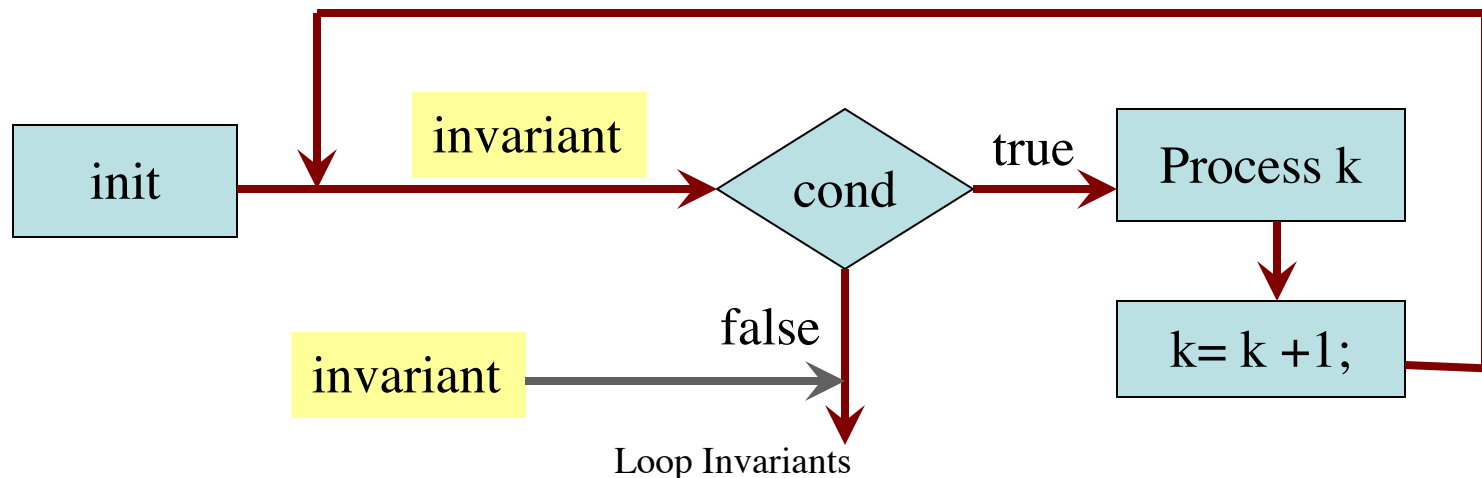 invariant
init
cond
true
Process k
false
k= k +1;
invariant
Loop Invariants